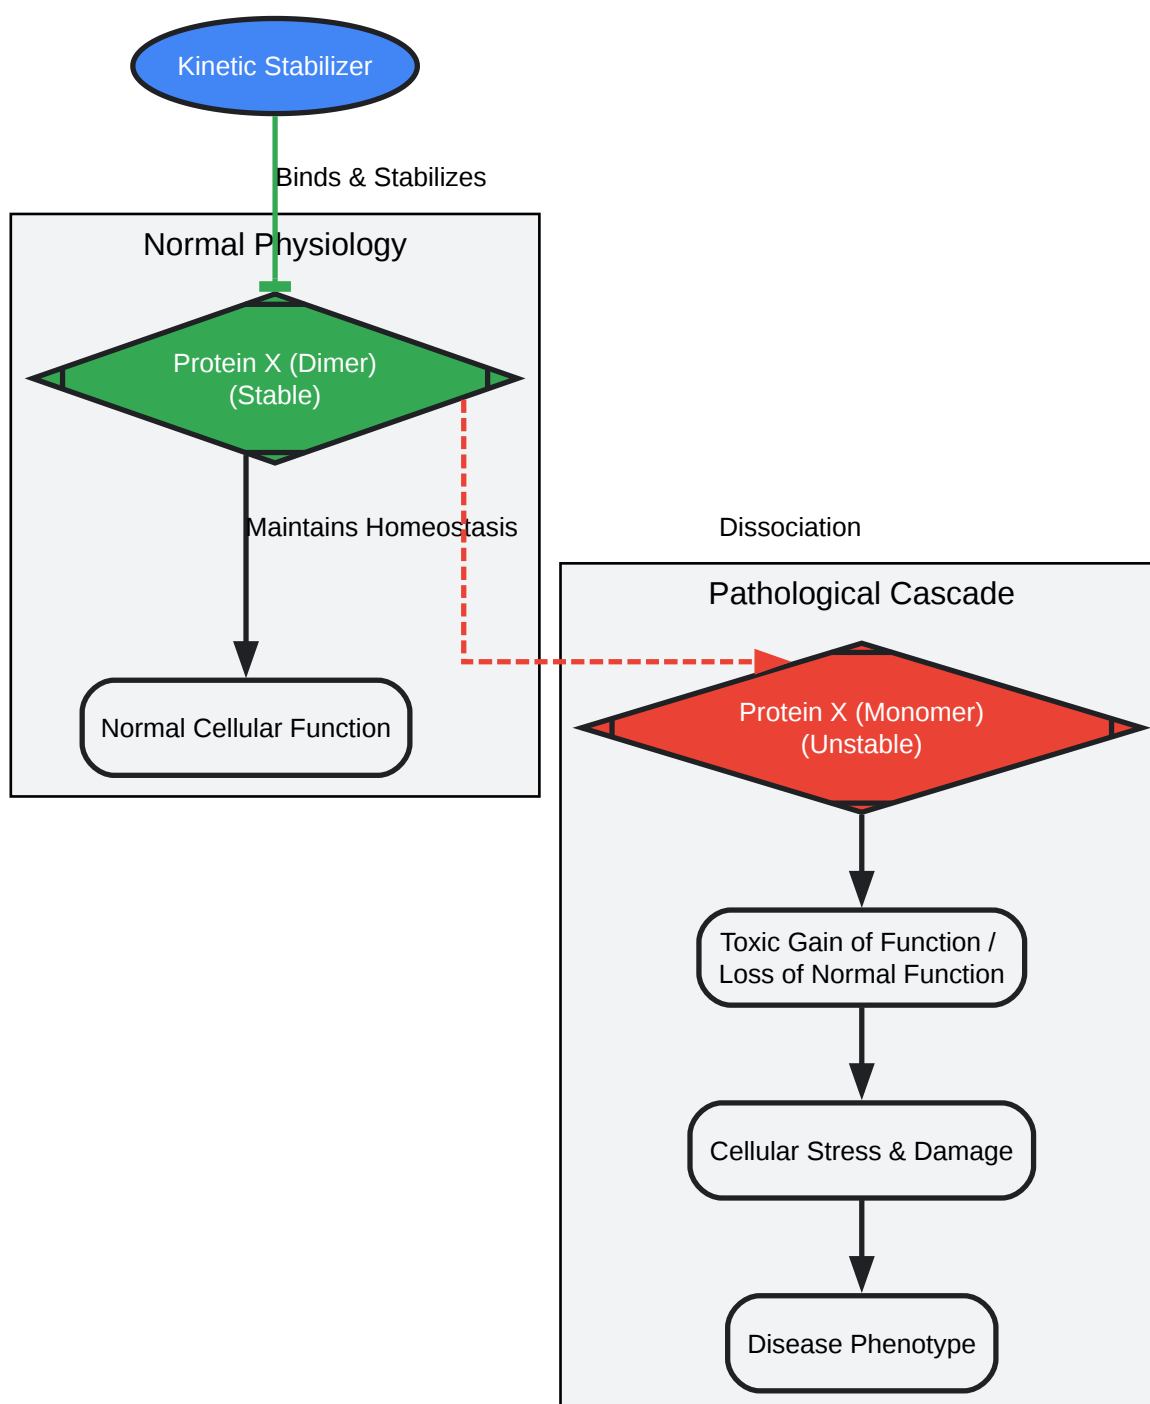 Kinetic Stabilizer
Binds & Stabilizes
Normal Physiology
Protein X (Dimer)
(Stable)
Maintains Homeostasis
Dissociation
Normal Cellular Function
Pathological Cascade
Protein X (Monomer)
(Unstable)
Toxic Gain of Function /
Loss of Normal Function
Cellular Stress & Damage
Disease Phenotype